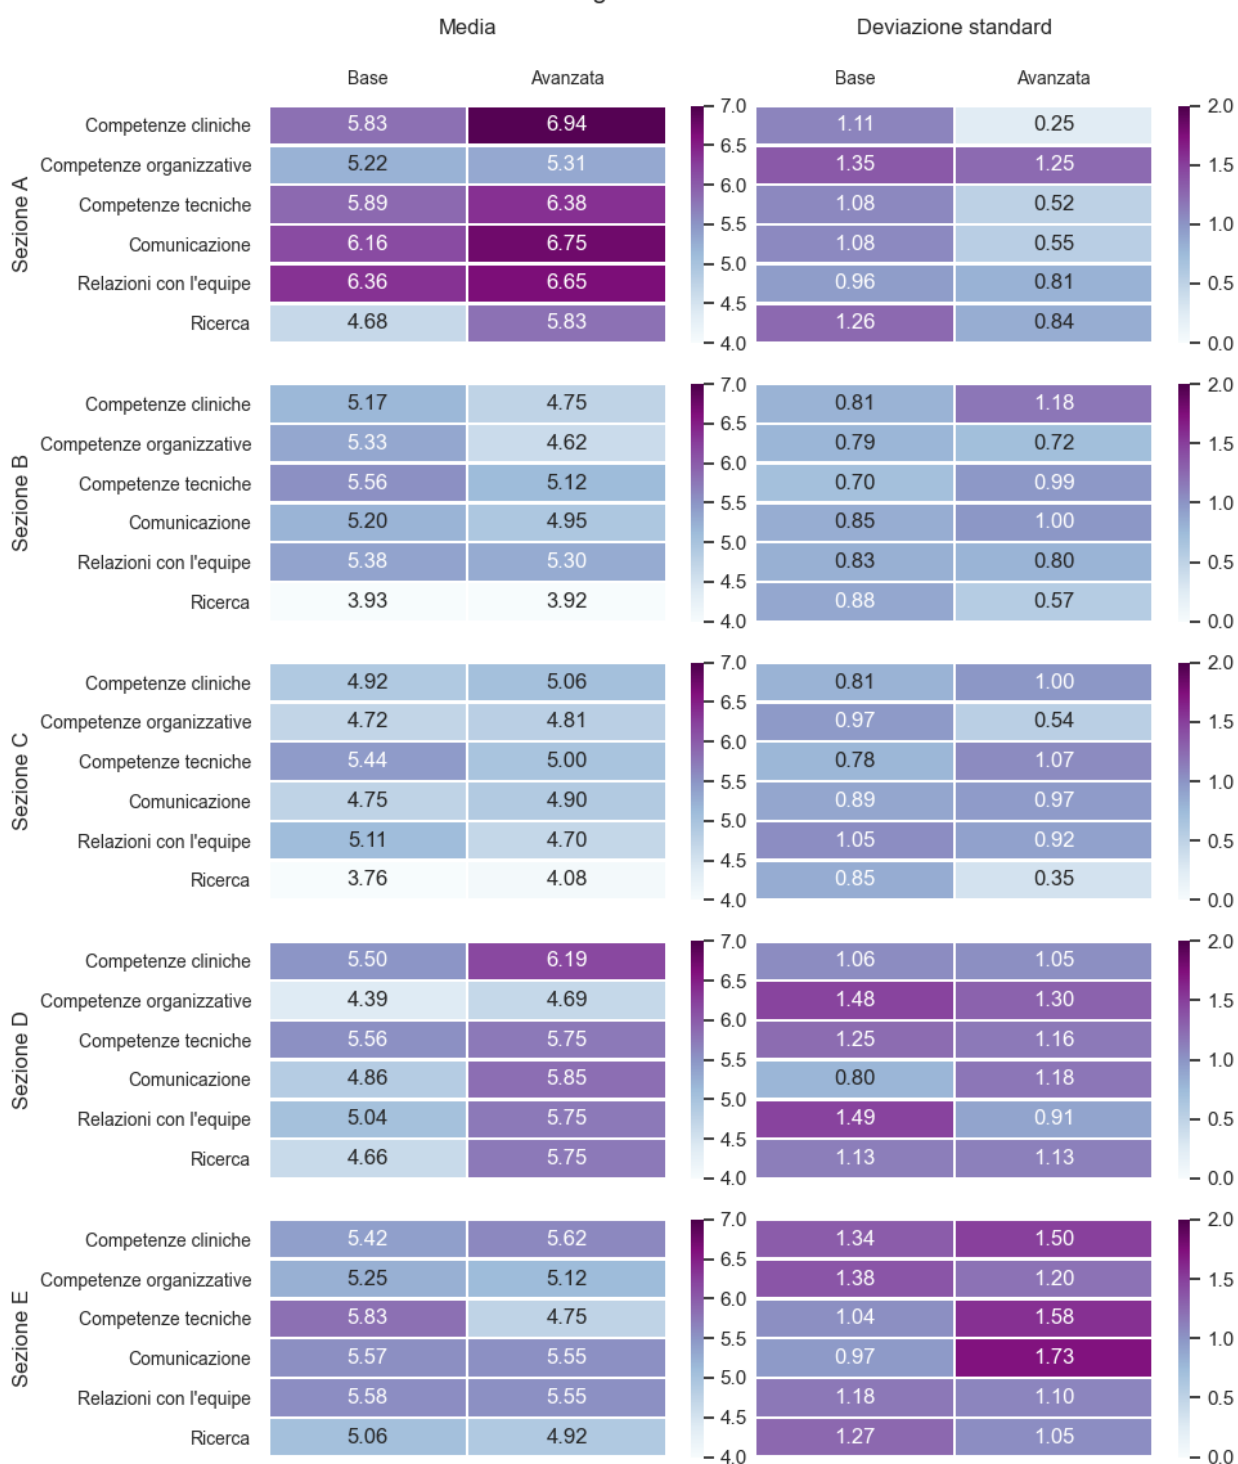 Media Deviazione standard
Base Avanzata Base Avanzata
Sezione A
Competenze cliniche 5.83 6.94 1.11 0.25
Competenze organizzative 5.22 5.31 1.35 1.25
Competenze tecniche 5.89 6.38 1.08 0.52
Comunicazione 6.16 6.75 1.08 0.55
Relazioni con l'equipe 6.36 6.65 0.96 0.81
Ricerca 4.68 5.83 1.26 0.84
7.0 2.0
6.5
6.0 1.5
5.5 1.0
5.0
4.5 0.5
4.0 0.0
Sezione B
Competenze cliniche 5.17 4.75 0.81 1.18
Competenze organizzative 5.33 4.62 0.79 0.72
Competenze tecniche 5.56 5.12 0.70 0.99
Comunicazione 5.20 4.95 0.85 1.00
Relazioni con l'equipe 5.38 5.30 0.83 0.80
Ricerca 3.93 3.92 0.88 0.57
7.0 2.0
6.5
6.0 1.5
5.5 1.0
5.0
4.5 0.5
4.0 0.0
Sezione C
Competenze cliniche 4.92 5.06 0.81 1.00
Competenze organizzative 4.72 4.81 0.97 0.54
Competenze tecniche 5.44 5.00 0.78 1.07
Comunicazione 4.75 4.90 0.89 0.97
Relazioni con l'equipe 5.11 4.70 1.05 0.92
Ricerca 3.76 4.08 0.85 0.35
7.0 2.0
6.5
6.0 1.5
5.5 1.0
5.0
4.5 0.5
4.0 0.0
Sezione D
Competenze cliniche 5.50 6.19 1.06 1.05
Competenze organizzative 4.39 4.69 1.48 1.30
Competenze tecniche 5.56 5.75 1.25 1.16
Comunicazione 4.86 5.85 0.80 1.18
Relazioni con l'equipe 5.04 5.75 1.49 0.91
Ricerca 4.66 5.75 1.13 1.13
7.0 2.0
6.5
6.0 1.5
5.5 1.0
5.0
4.5 0.5
4.0 0.0
Sezione E
Competenze cliniche 5.42 5.62 1.34 1.50
Competenze organizzative 5.25 5.12 1.38 1.20
Competenze tecniche 5.83 4.75 1.04 1.58
Comunicazione 5.57 5.55 0.97 1.73
Relazioni con l'equipe 5.58 5.55 1.18 1.10
Ricerca 5.06 4.92 1.27 1.05
7.0 2.0
6.5
6.0 1.5
5.5 1.0
5.0
4.5 0.5
4.0 0.0